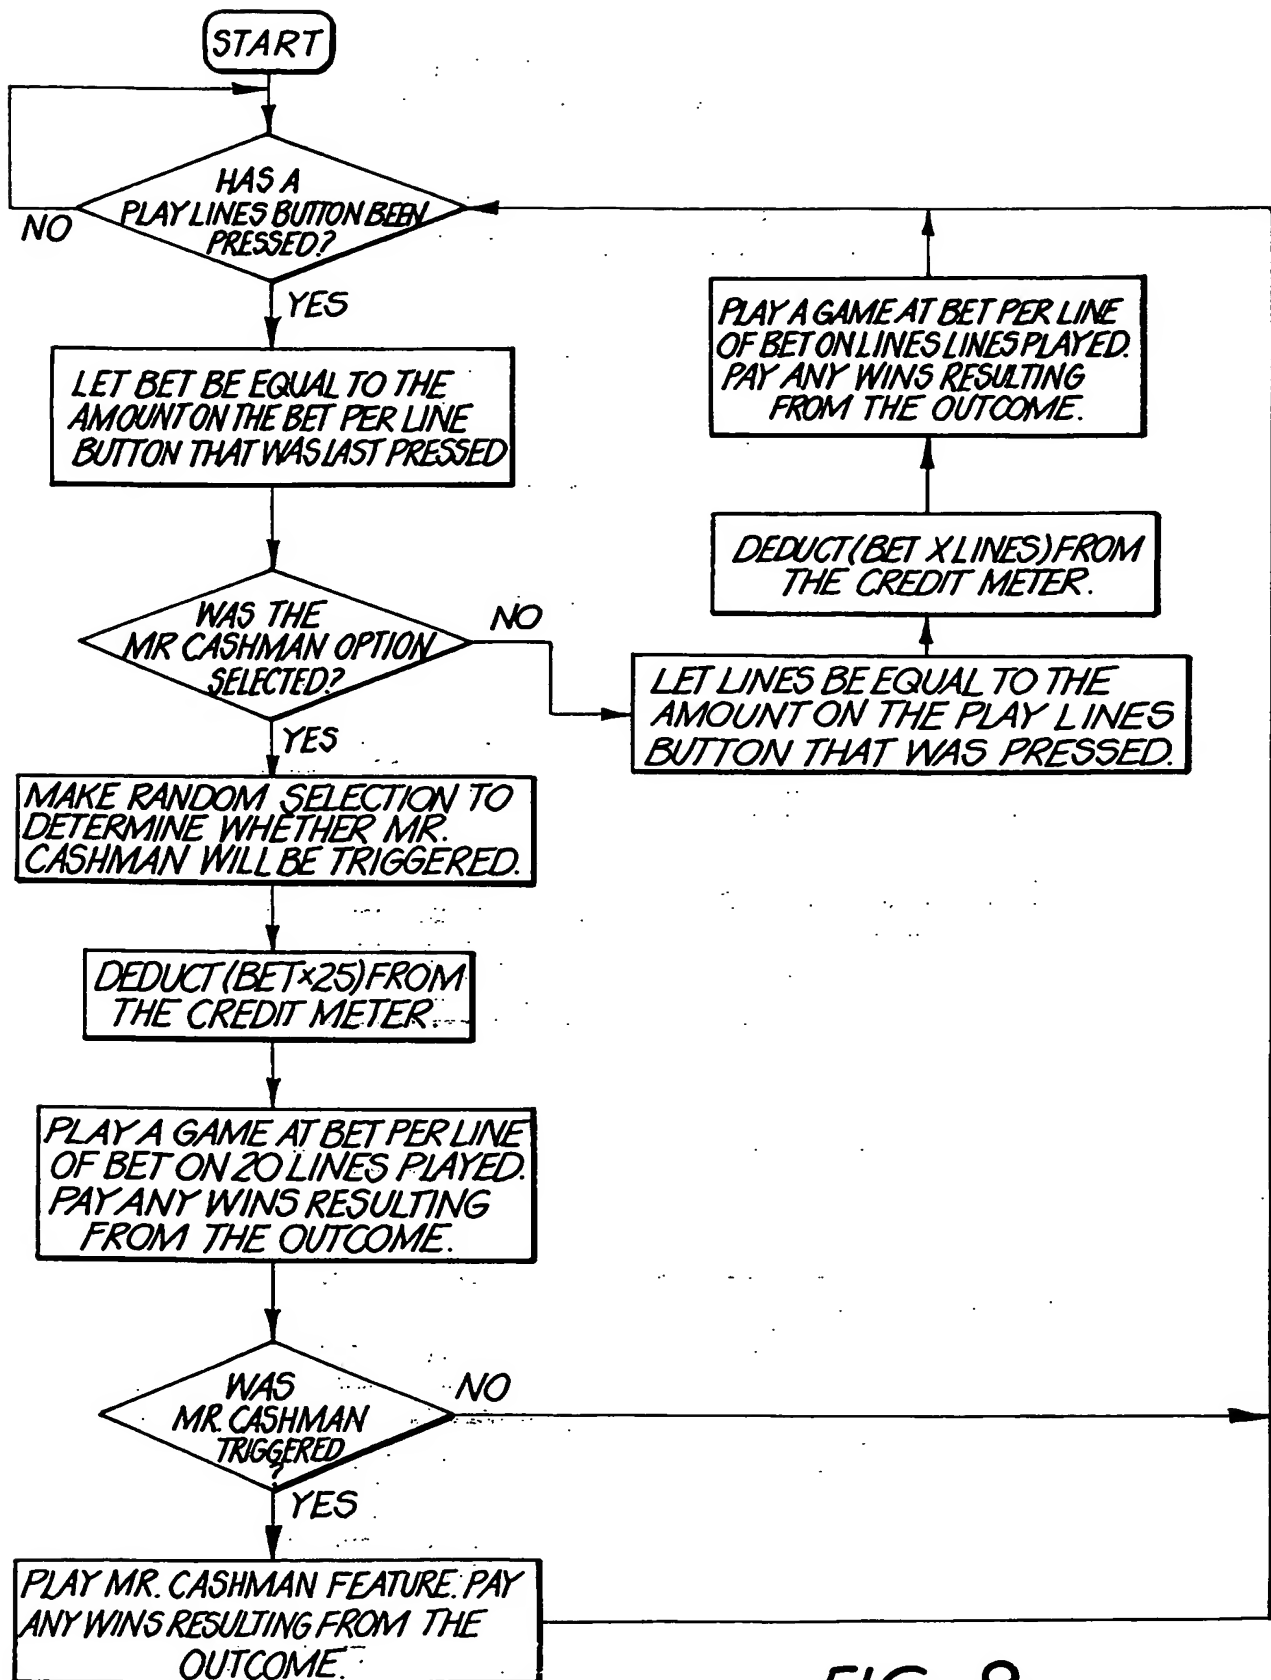 START
HAS A
PLAY LINES BUTTON BEEN
PRESSED?
NO
YES
LET BET BE EQUAL TO THE
AMOUNT ON THE BET PER LINE
BUTTON THAT WAS LAST PRESSED
WAS THE
MR CASHMAN OPTION
SELECTED?
NO
YES
PLAY A GAME AT BET PER LINE
OF BET ON LINES LINES PLAYED.
PAY ANY WINS RESULTING
FROM THE OUTCOME.
DEDUCT (BET X LINES) FROM
THE CREDIT METER.
LET LINES BE EQUAL TO THE
AMOUNT ON THE PLAY LINES
BUTTON THAT WAS PRESSED.
MAKE RANDOM SELECTION TO
DETERMINE WHETHER MR.
CASHMAN WILL BE TRIGGERED.
DEDUCT (BET×25) FROM
THE CREDIT METER.
PLAY A GAME AT BET PER LINE
OF BET ON 20 LINES PLAYED.
PAY ANY WINS RESULTING
FROM THE OUTCOME.
WAS
MR. CASHMAN
TRIGGERED
?
NO
YES
PLAY MR. CASHMAN FEATURE. PAY
ANY WINS RESULTING FROM THE
OUTCOME.